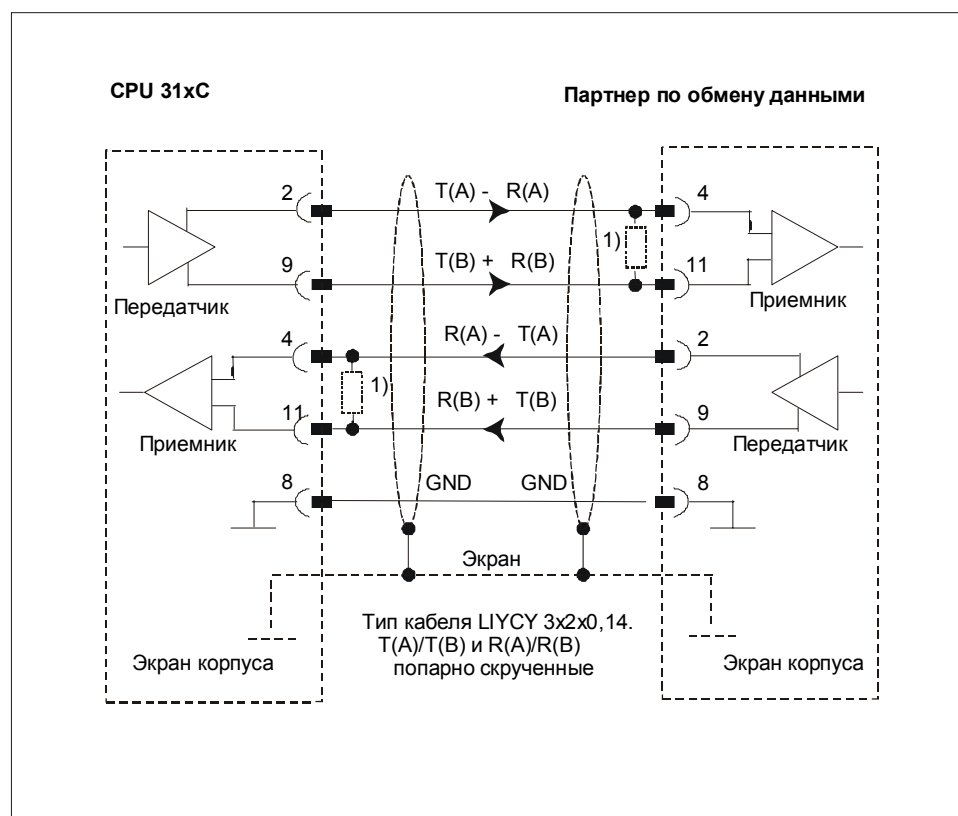 CPU 31xC
Партнер по обмену данными
2
T(A) - R(A)
4
1)
9
T(B) + R(B)
11
Передатчик
Приемник
4
R(A) - T(A)
2
1)
11
R(B) + T(B)
9
Приемник
Передатчик
8
GND
GND
8
Экран
Тип кабеля LIYCY 3x2x0,14.
T(A)/T(B) и R(A)/R(B)
попарно скрученные
Экран корпуса
Экран корпуса